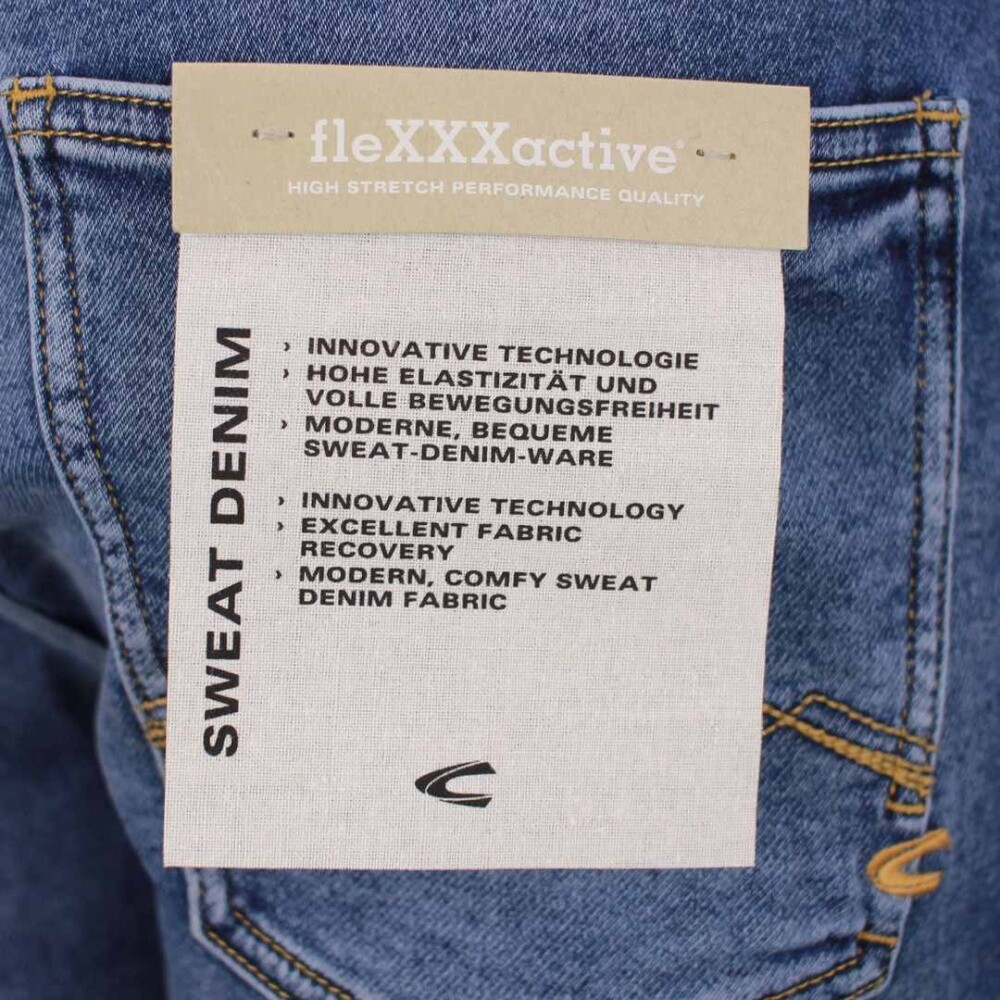 fleXXXactive®
HIGH STRETCH PERFORMANCE QUALITY
SWEAT DENIM
› INNOVATIVE TECHNOLOGIE
› HOHE ELASTIZITÄT UND
VOLLE BEWEGUNGSFREIHEIT
› MODERNE, BEQUEME
SWEAT-DENIM-WARE
› INNOVATIVE TECHNOLOGY
› EXCELLENT FABRIC
RECOVERY
› MODERN, COMFY SWEAT
DENIM FABRIC